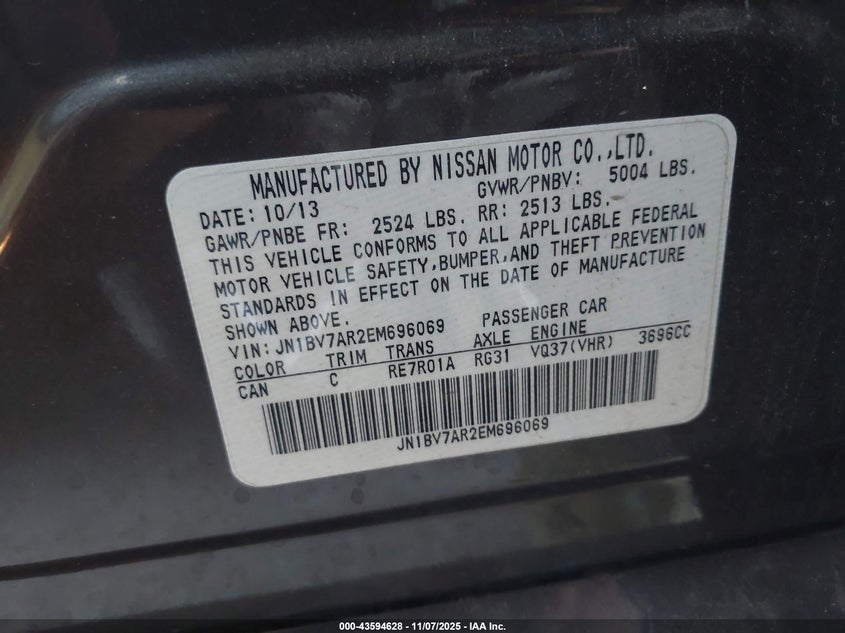 MANUFACTURED BY NISSAN MOTOR CO.,LTD.
DATE: 10/13 GVWR/PNBV: 5004 LBS.
GAWR/PNBE FR: 2524 LBS. RR: 2513 LBS.
THIS VEHICLE CONFORMS TO ALL APPLICABLE FEDERAL
MOTOR VEHICLE SAFETY,BUMPER,AND THEFT PREVENTION
STANDARDS IN EFFECT ON THE DATE OF MANUFACTURE
SHOWN ABOVE.
VIN: JN1BV7AR2EM696069 PASSENGER CAR
COLOR TRIM TRANS AXLE ENGINE
CAN C RE7R01A RG31 VQ37(VHR) 3696CC
JN1BV7AR2EM696069
000-43594628 - 11/07/2025 - IAA Inc.